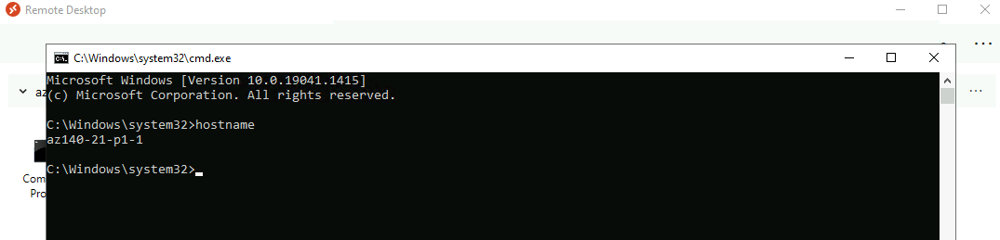 Remote Desktop
C:\Windows\system32\cmd.exe
Microsoft Windows [Version 10.0.19041.1415]
(c) Microsoft Corporation. All rights reserved.
C:\Windows\system32>hostname
az140-21-p1-1
C:\Windows\system32>
az
Com
Pro